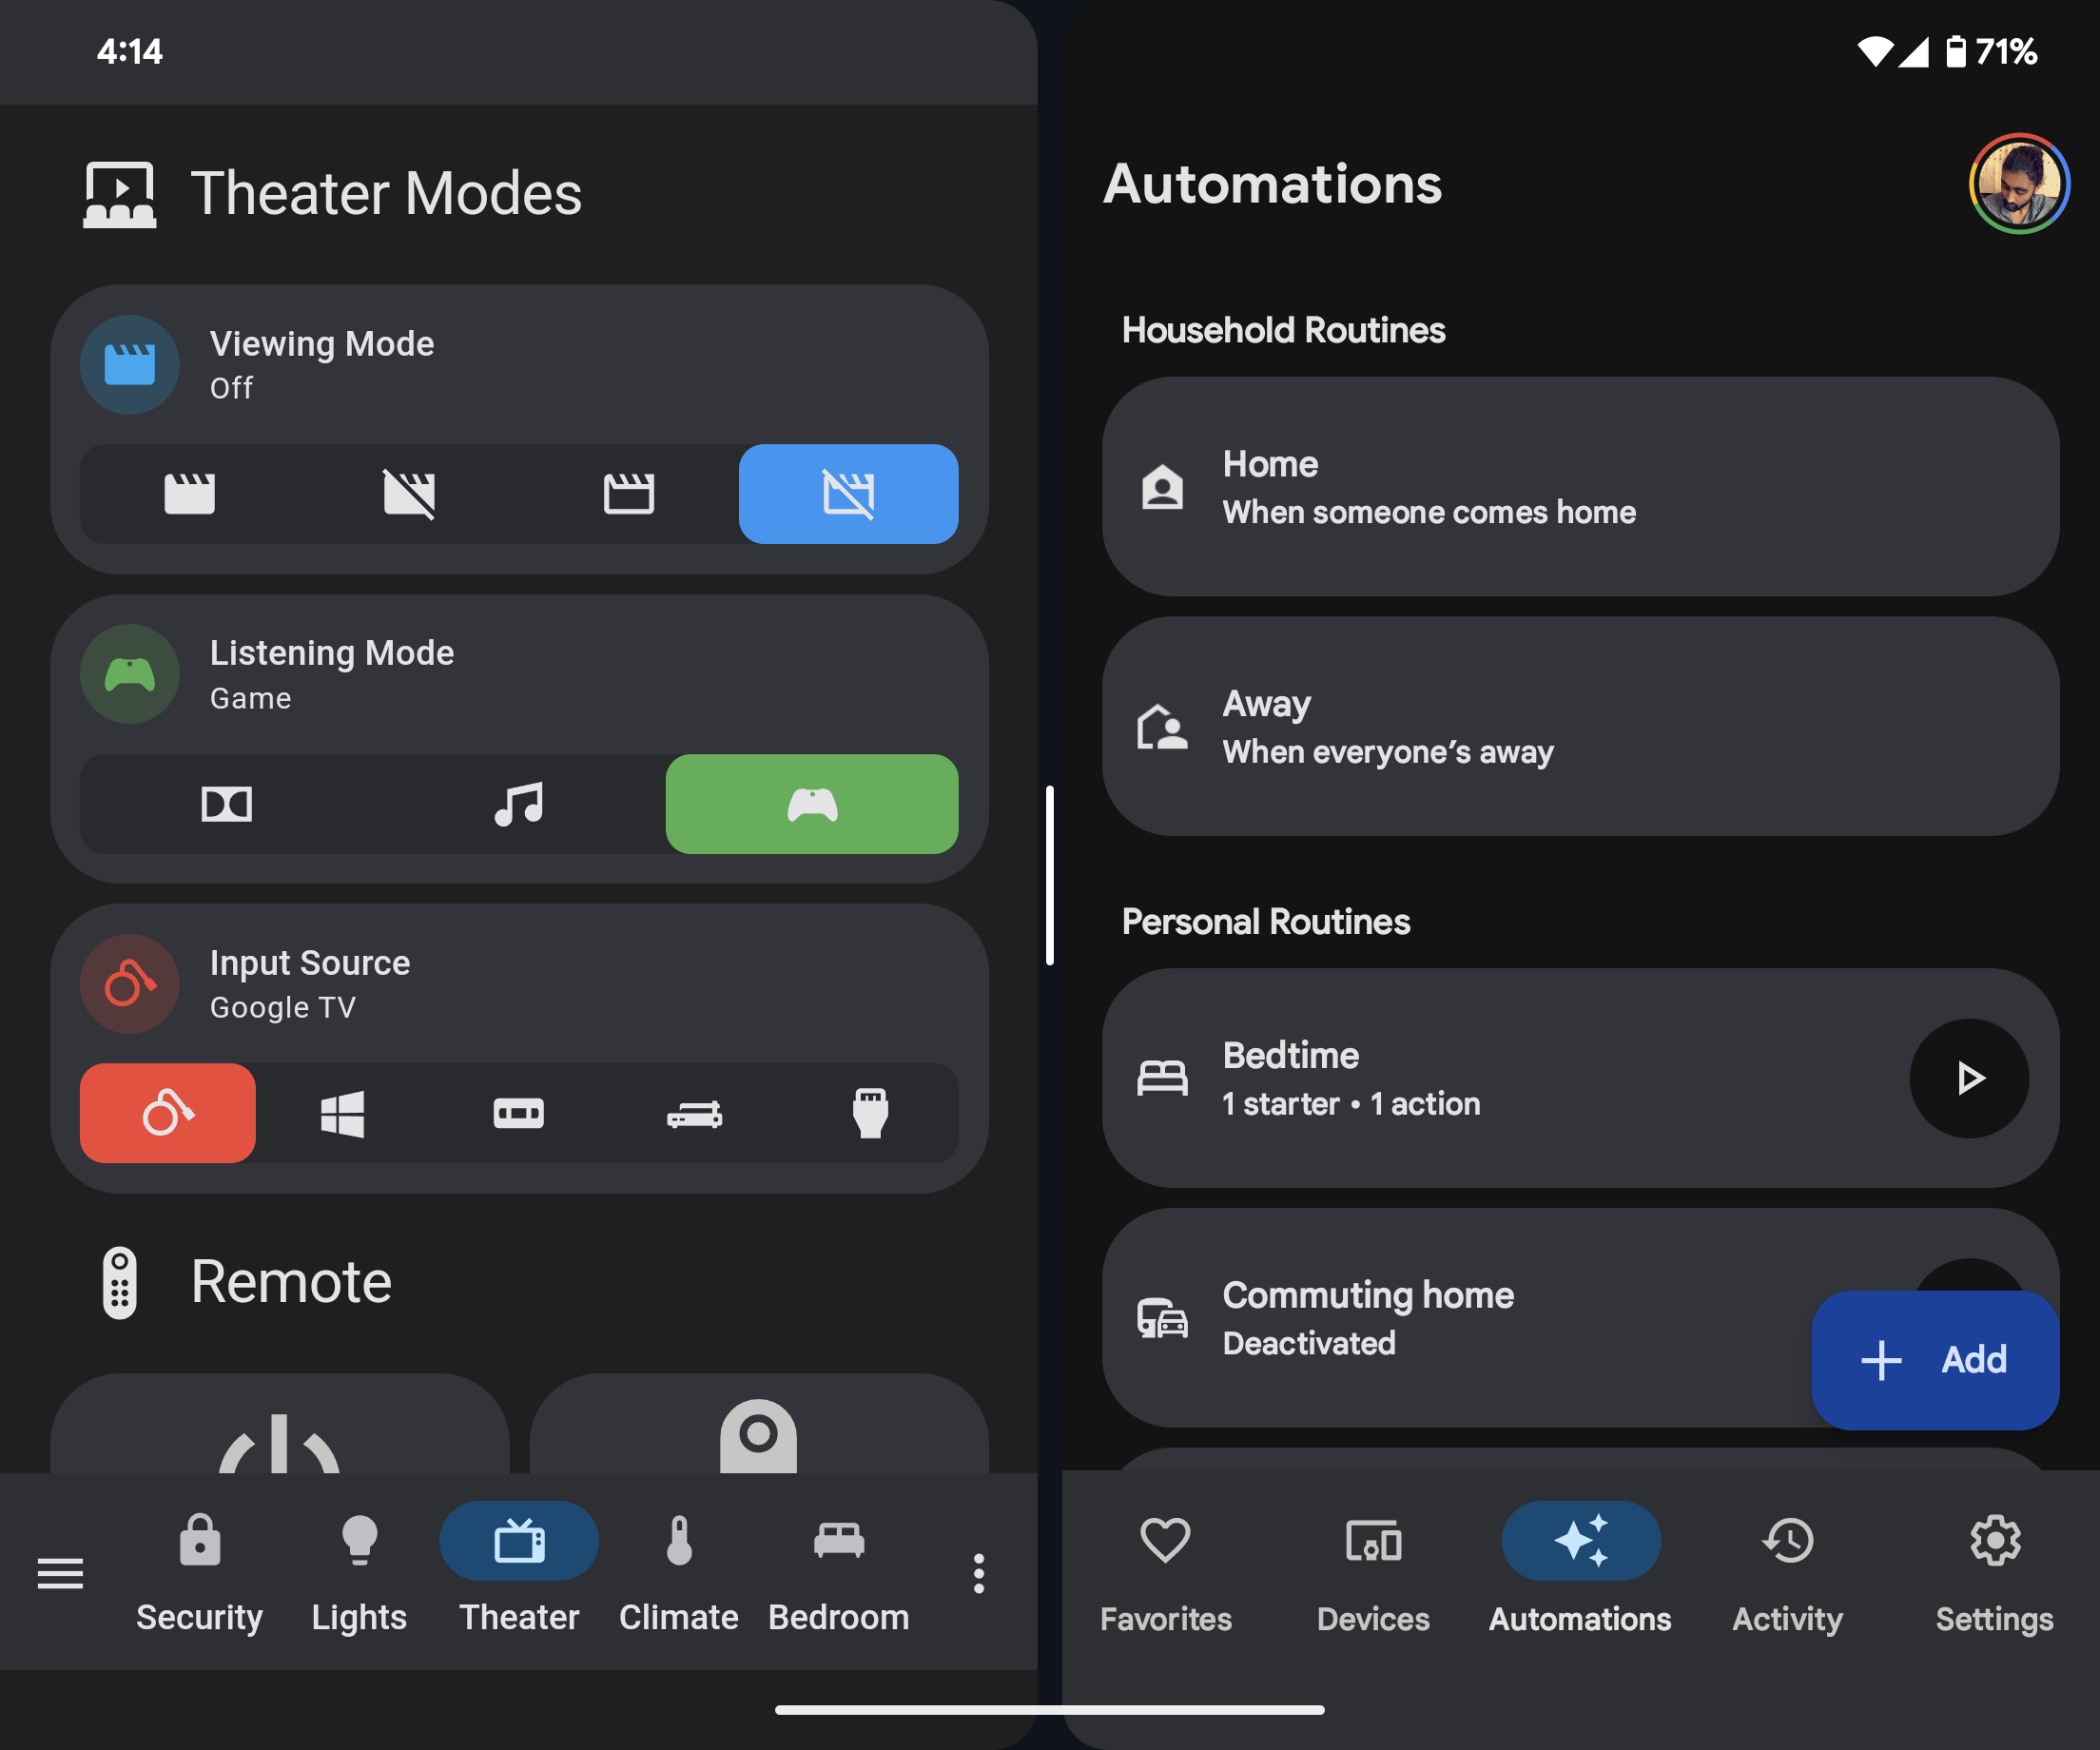 4:14
Theater Modes
Viewing Mode
Off
Listening Mode
Game
Input Source
Google TV
Remote
Security
Lights
Theater
Climate
Bedroom
71%
Automations
Household Routines
Home
When someone comes home
Away
When everyone’s away
Personal Routines
Bedtime
1 starter • 1 action
Commuting home
Deactivated
Add
Favorites
Devices
Automations
Activity
Settings